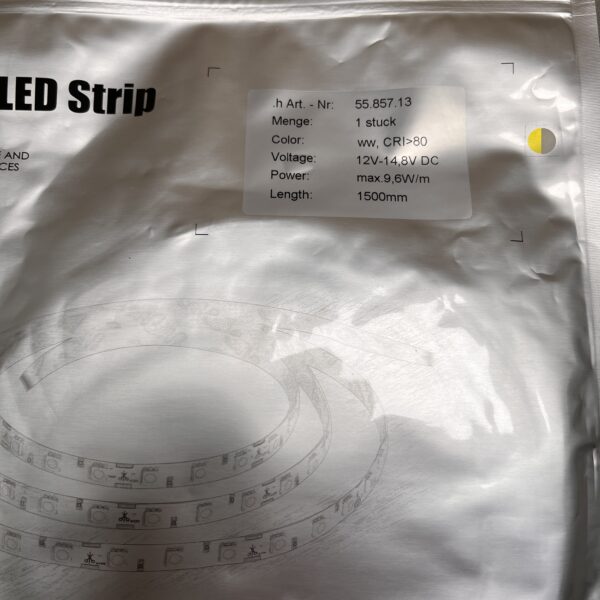 LED Strip
AND
CES
.h Art. - Nr: 55.857.13
Menge: 1 stuck
Color: ww, CRI>80
Voltage: 12V-14,8V DC
Power: max.9,6W/m
Length: 1500mm